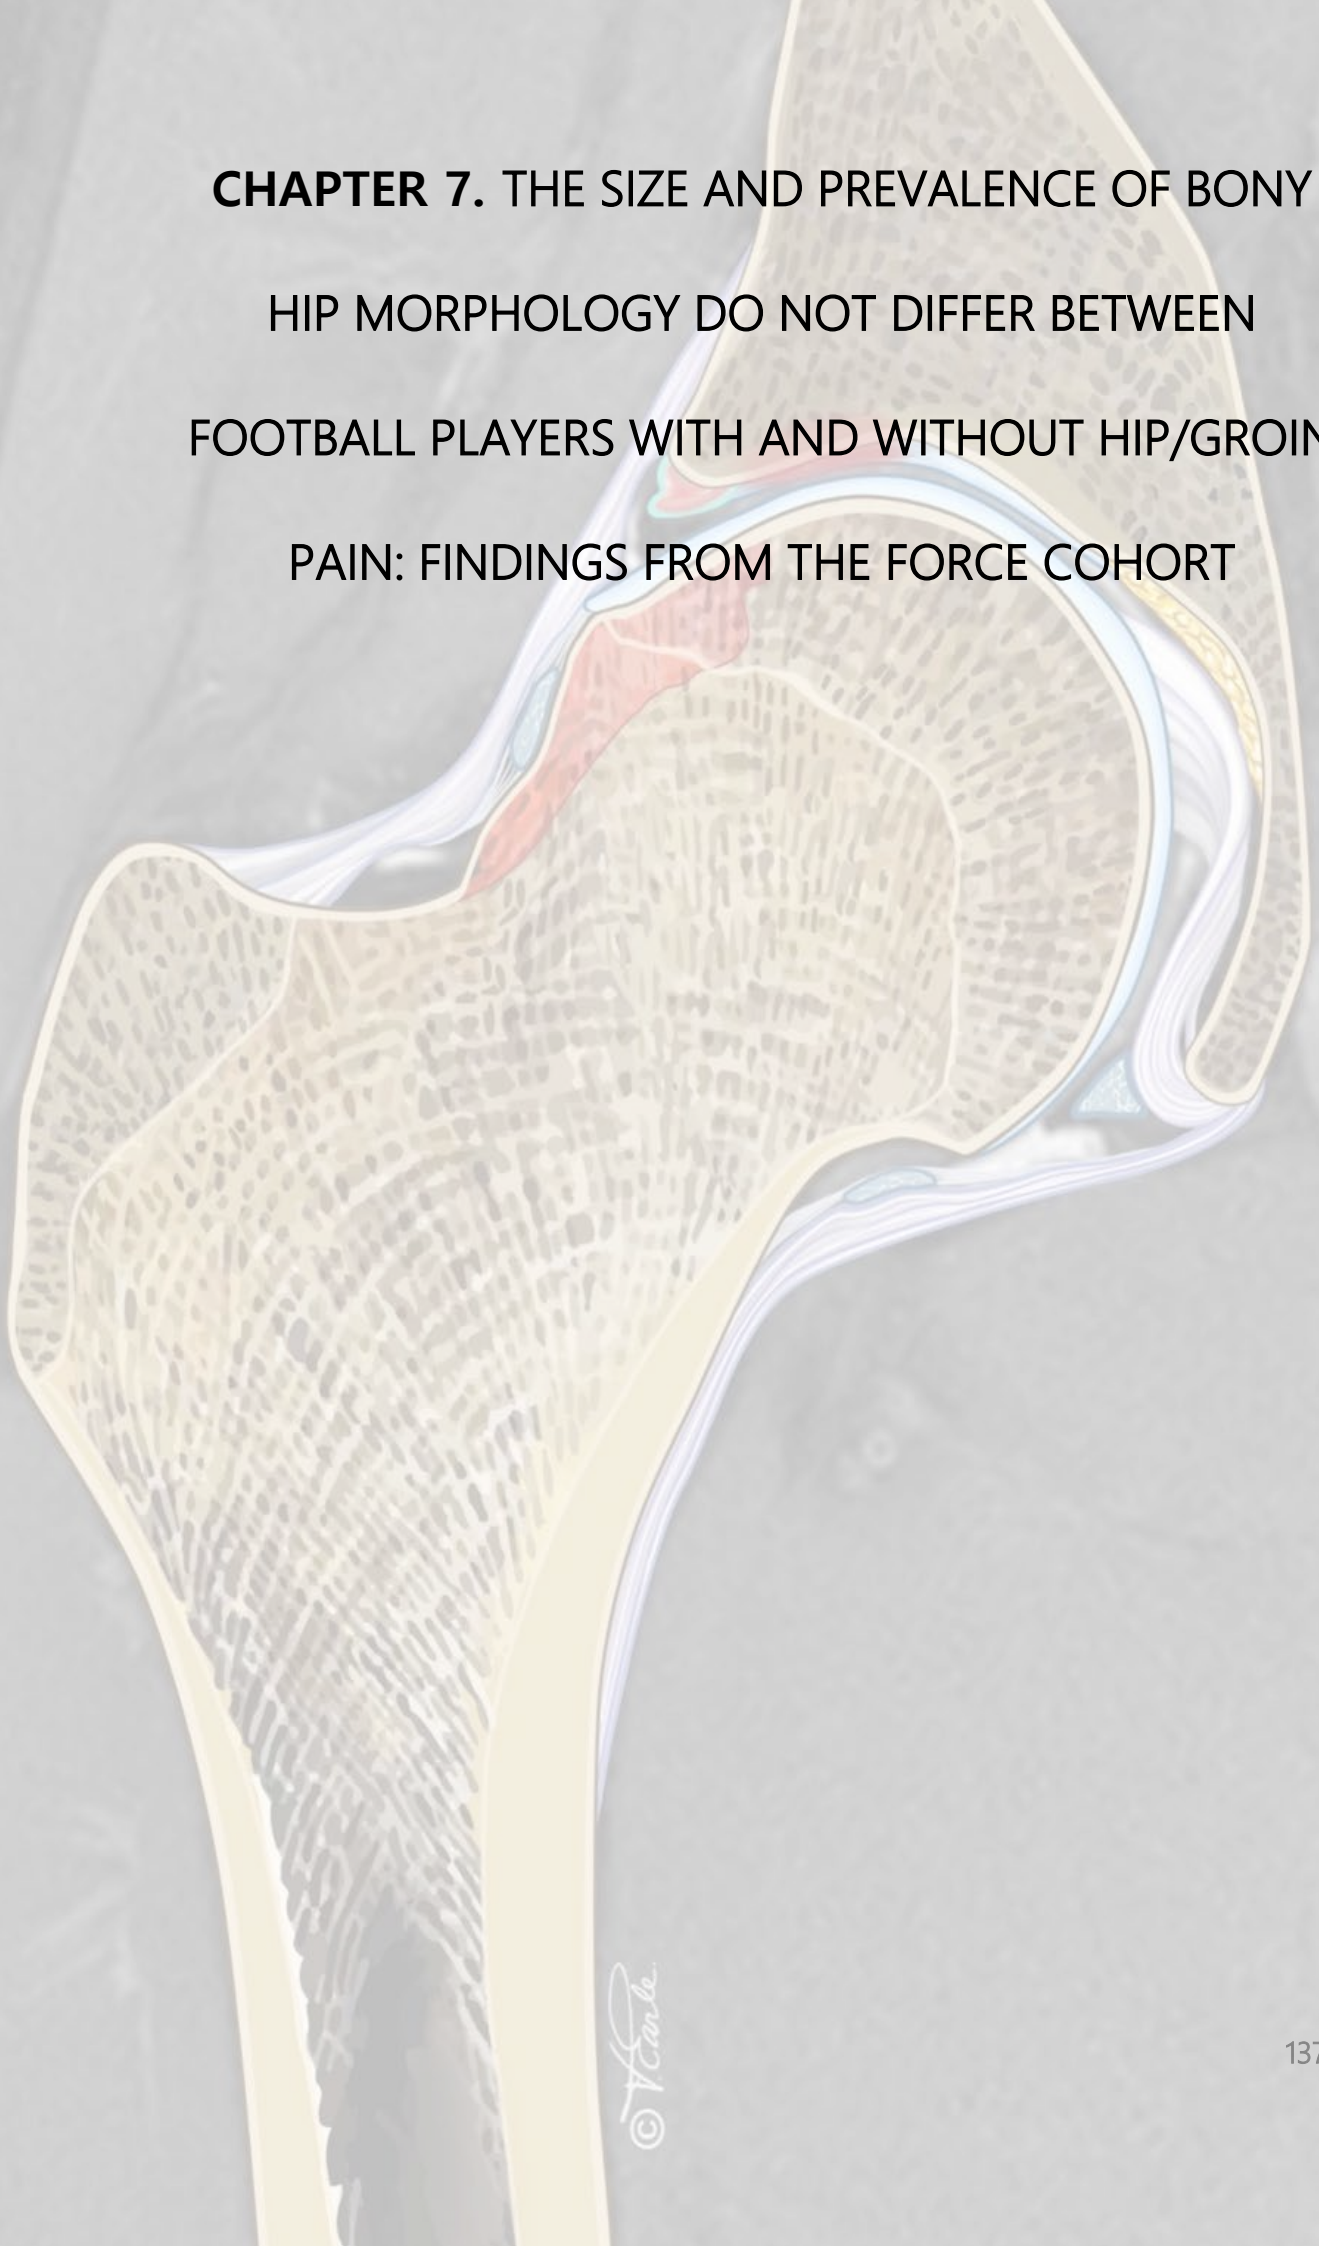 CHAPTER 7. THE SIZE AND PREVALENCE OF BONY
HIP MORPHOLOGY DO NOT DIFFER BETWEEN
FOOTBALL PLAYERS WITH AND WITHOUT HIP/GROIN
PAIN: FINDINGS FROM THE FORCE COHORT
137
© V.Earle.